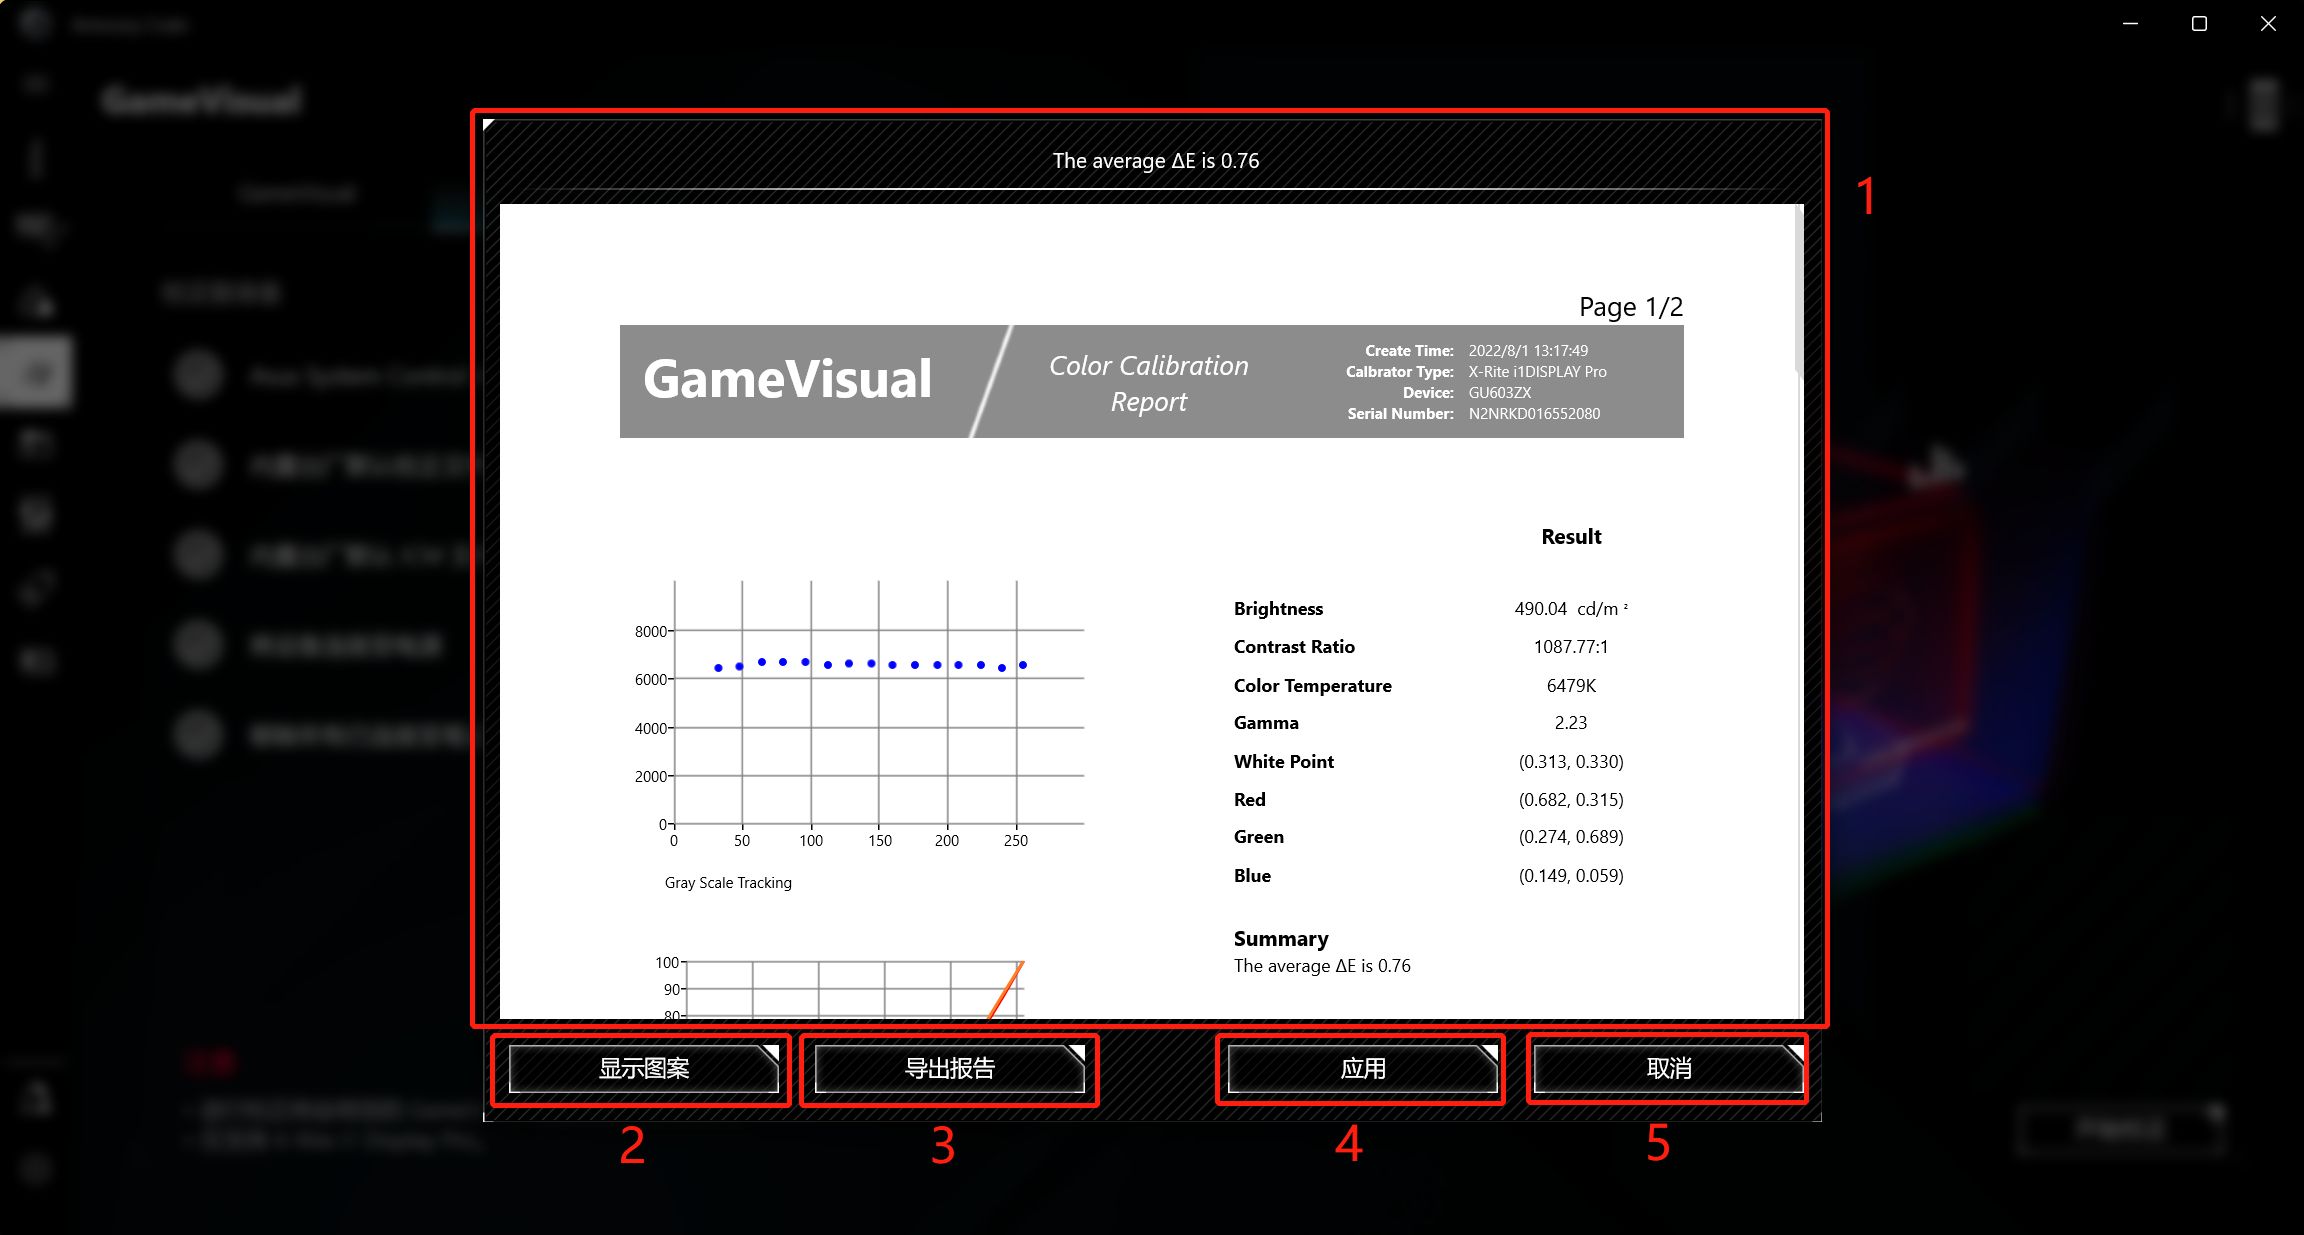 GameVisual
GameVisual
The average ΔE is 0.76
1
Page 1/2
GameVisual
Color Calibration
Report
Create Time: 2022/8/1 13:17:49
Calbrator Type: X-Rite i1DISPLAY Pro
Device: GU603ZX
Serial Number: N2NRKD016552080
Result
8000
6000
4000
2000
0
0 50 100 150 200 250
Gray Scale Tracking
Brightness 490.04 cd/m ²
Contrast Ratio 1087.77:1
Color Temperature 6479K
Gamma 2.23
White Point (0.313, 0.330)
Red (0.682, 0.315)
Green (0.274, 0.689)
Blue (0.149, 0.059)
Summary
The average ΔE is 0.76
100
90
80
显示图案
导出报告
应用
取消
2
3
4
5